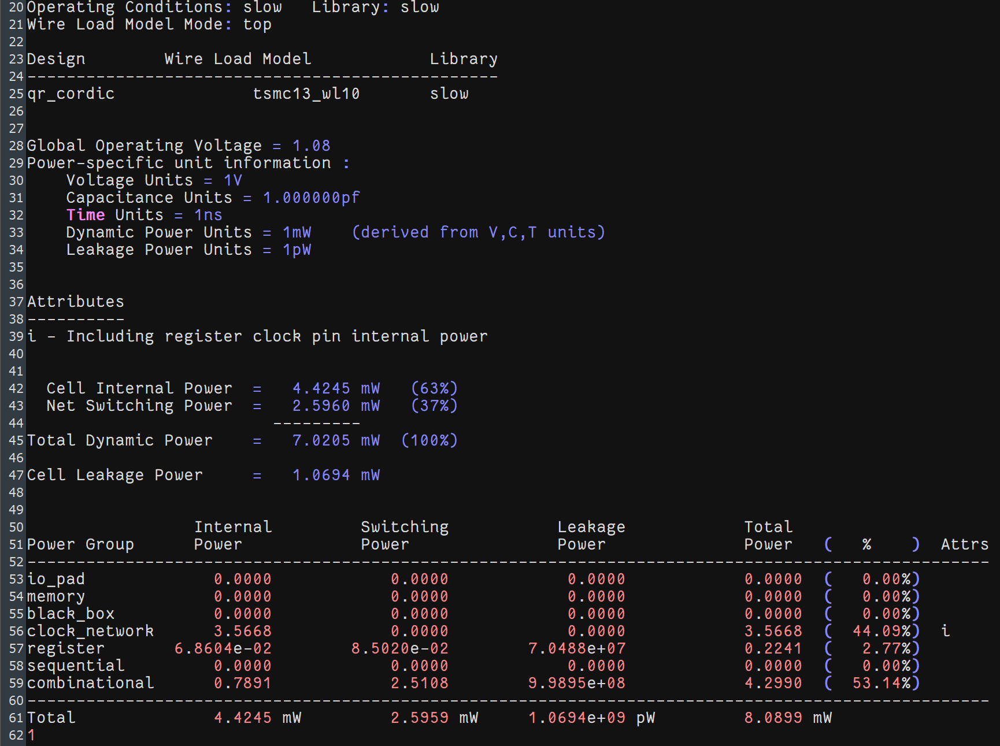 20 Operating Conditions: slow   Library: slow
21 Wire Load Model Mode: top
22
23 Design        Wire Load Model            Library
24 ------------------------------------------------
25 qr_cordic              tsmc13_wl10       slow
26
27
28 Global Operating Voltage = 1.08
29 Power-specific unit information :
30     Voltage Units = 1V
31     Capacitance Units = 1.000000pf
32     Time Units = 1ns
33     Dynamic Power Units = 1mW    (derived from V,C,T units)
34     Leakage Power Units = 1pW
35
36
37 Attributes
38 ----------
39 i - Including register clock pin internal power
40
41
42   Cell Internal Power  =   4.4245 mW   (63%)
43   Net Switching Power  =   2.5960 mW   (37%)
44                          ---------
45 Total Dynamic Power    =   7.0205 mW  (100%)
46
47 Cell Leakage Power     =   1.0694 mW
48
49
50                  Internal         Switching           Leakage            Total
51 Power Group      Power            Power               Power              Power   (   %    )  Attrs
52 --------------------------------------------------------------------------------------------------
53 io_pad             0.0000            0.0000            0.0000            0.0000  (   0.00%)
54 memory             0.0000            0.0000            0.0000            0.0000  (   0.00%)
55 black_box          0.0000            0.0000            0.0000            0.0000  (   0.00%)
56 clock_network      3.5668            0.0000            0.0000            3.5668  (  44.09%)  i
57 register       6.8604e-02        8.5020e-02        7.0488e+07            0.2241  (   2.77%)
58 sequential         0.0000            0.0000            0.0000            0.0000  (   0.00%)
59 combinational      0.7891            2.5108        9.9895e+08            4.2990  (  53.14%)
60 --------------------------------------------------------------------------------------------------
61 Total              4.4245 mW         2.5959 mW     1.0694e+09 pW         8.0899 mW
62 1